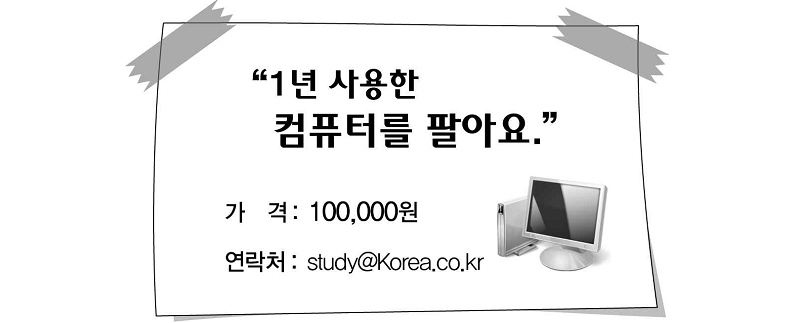 “1년 사용한
컴퓨터를 팔아요.”
가 격 : 100,000원
연락처 : study@Korea.co.kr